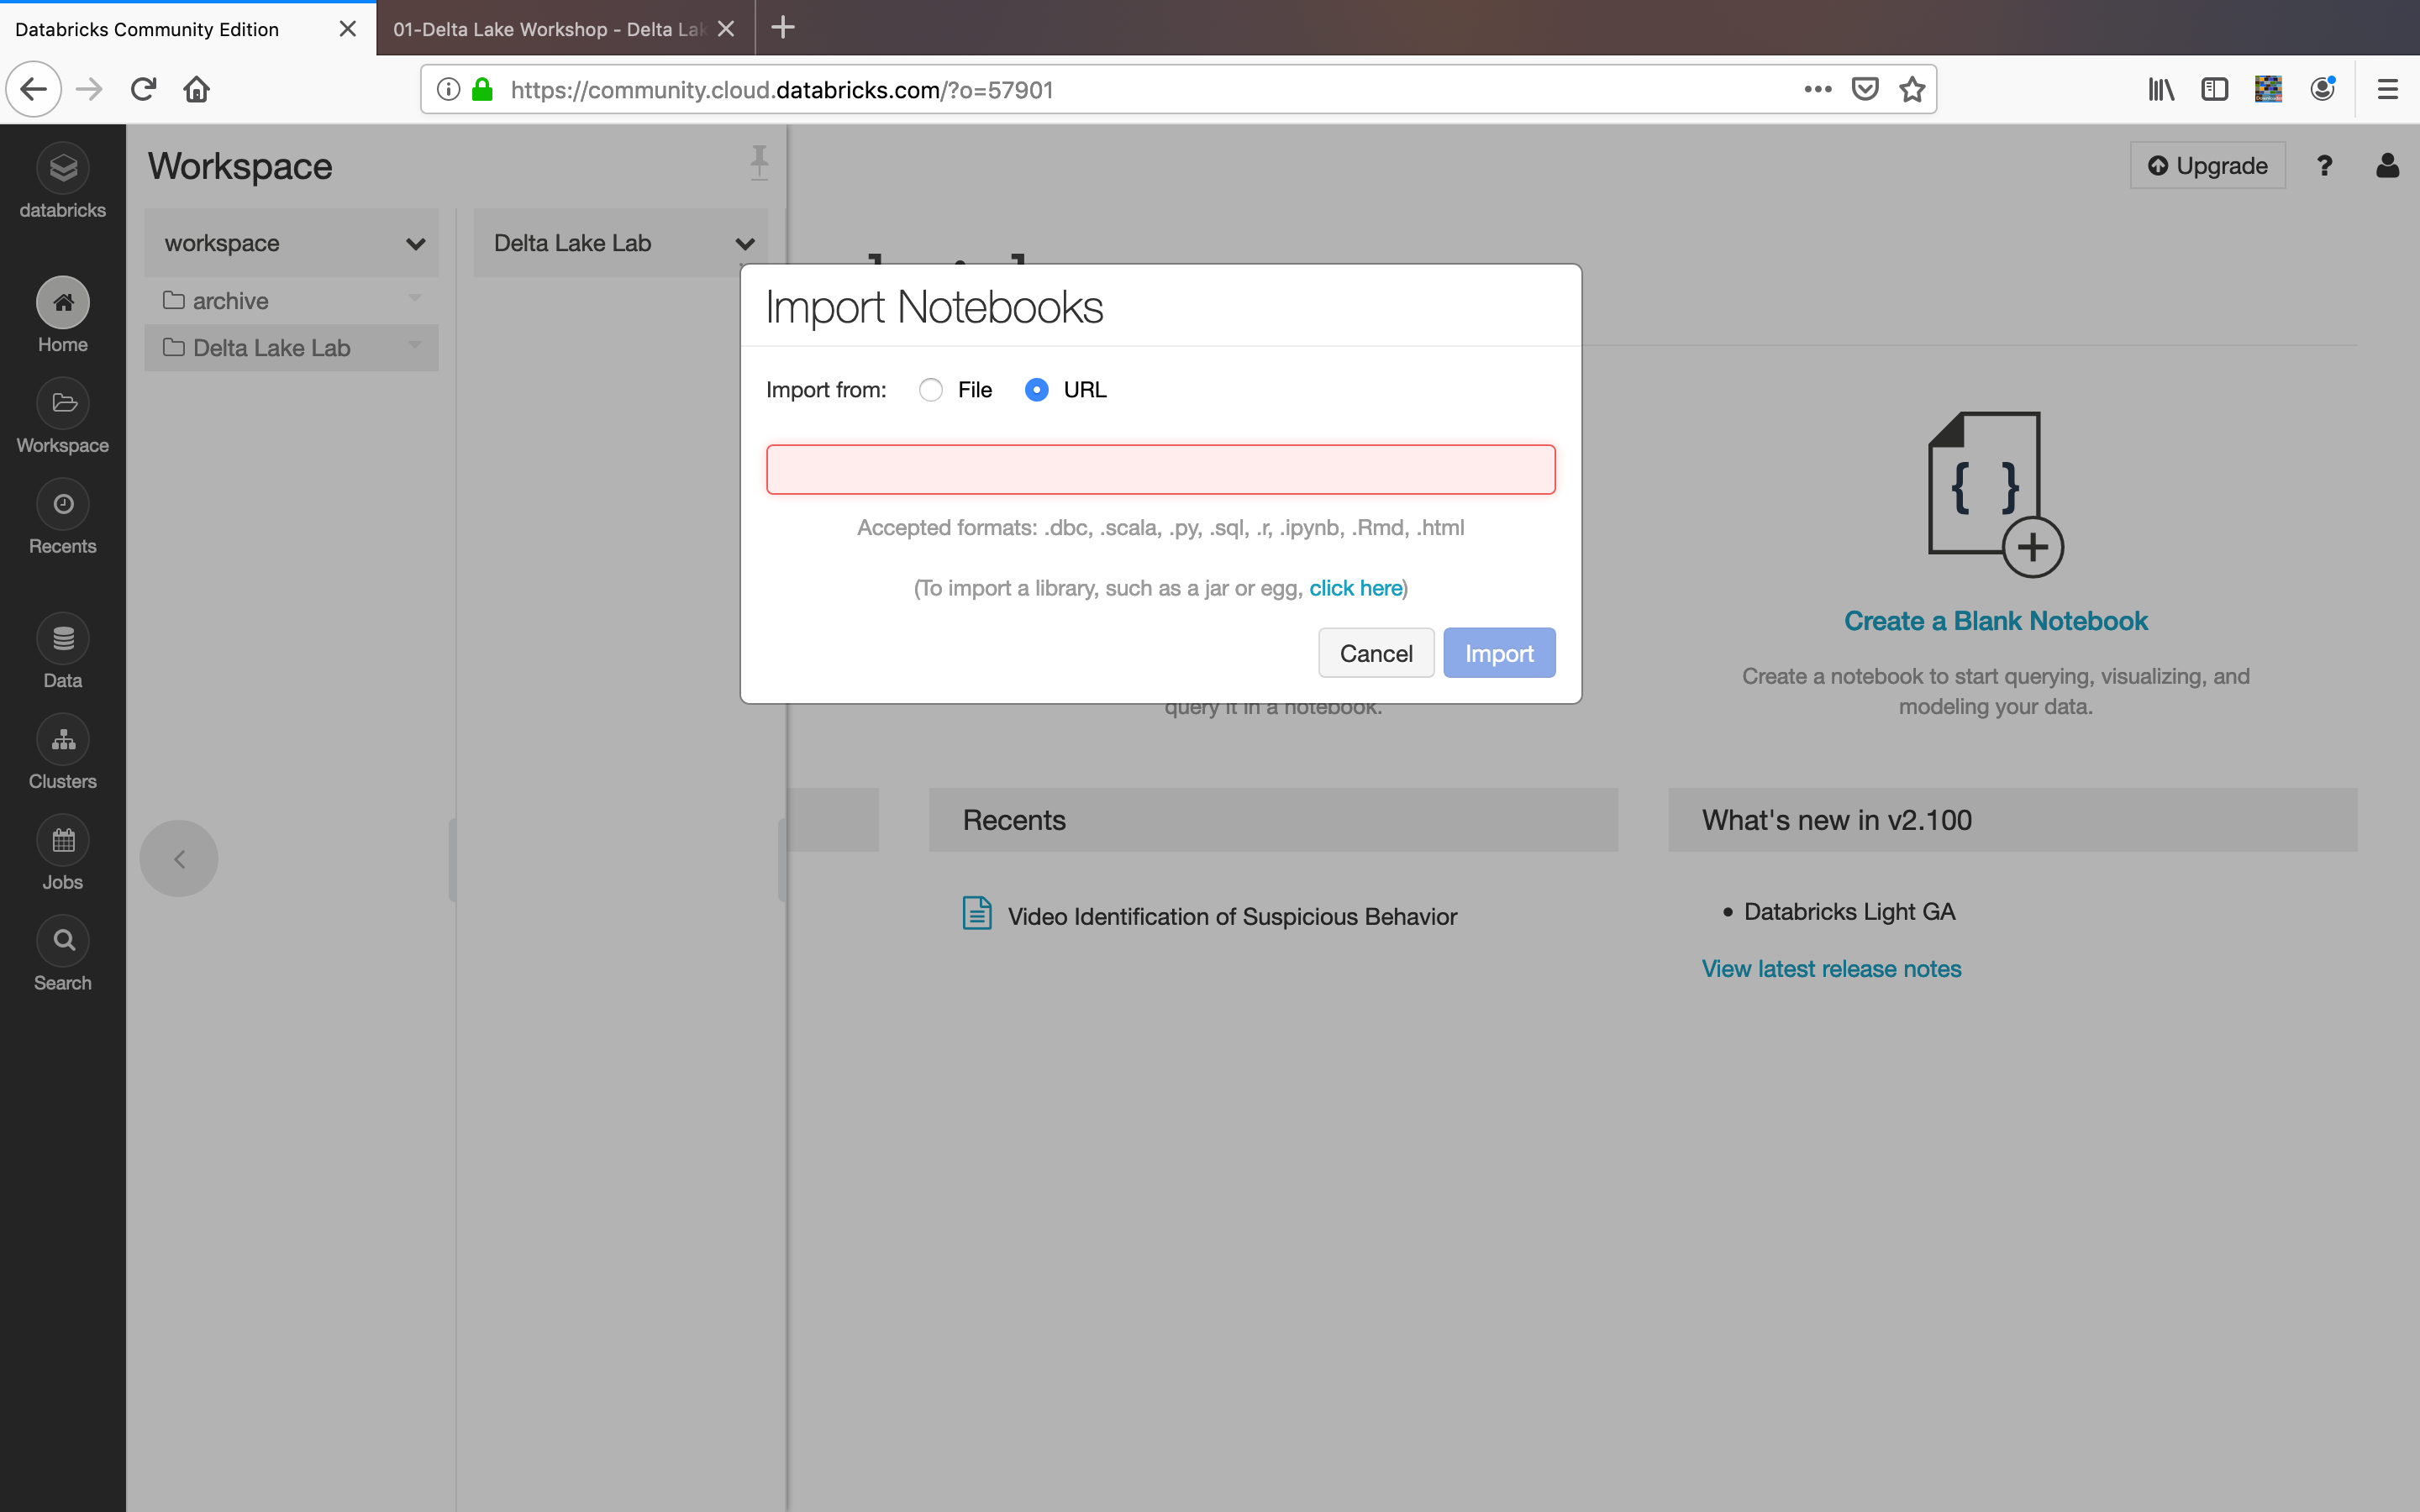 Databricks Community Edition
01-Delta Lake Workshop - Delta Lak
https://community.cloud.databricks.com/?o=57901
databricks
Home
Workspace
Recents
Data
Clusters
Jobs
Search
Workspace
workspace
archive
Delta Lake Lab
Delta Lake Lab
Upgrade
?
Import Notebooks
Import from: File URL
Accepted formats: .dbc, .scala, .py, .sql, .r, .ipynb, .Rmd, .html
(To import a library, such as a jar or egg, click here)
Cancel Import
query it in a notebook.
{ }
Create a Blank Notebook
Create a notebook to start querying, visualizing, and
modeling your data.
Recents
Video Identification of Suspicious Behavior
What's new in v2.100
• Databricks Light GA
View latest release notes